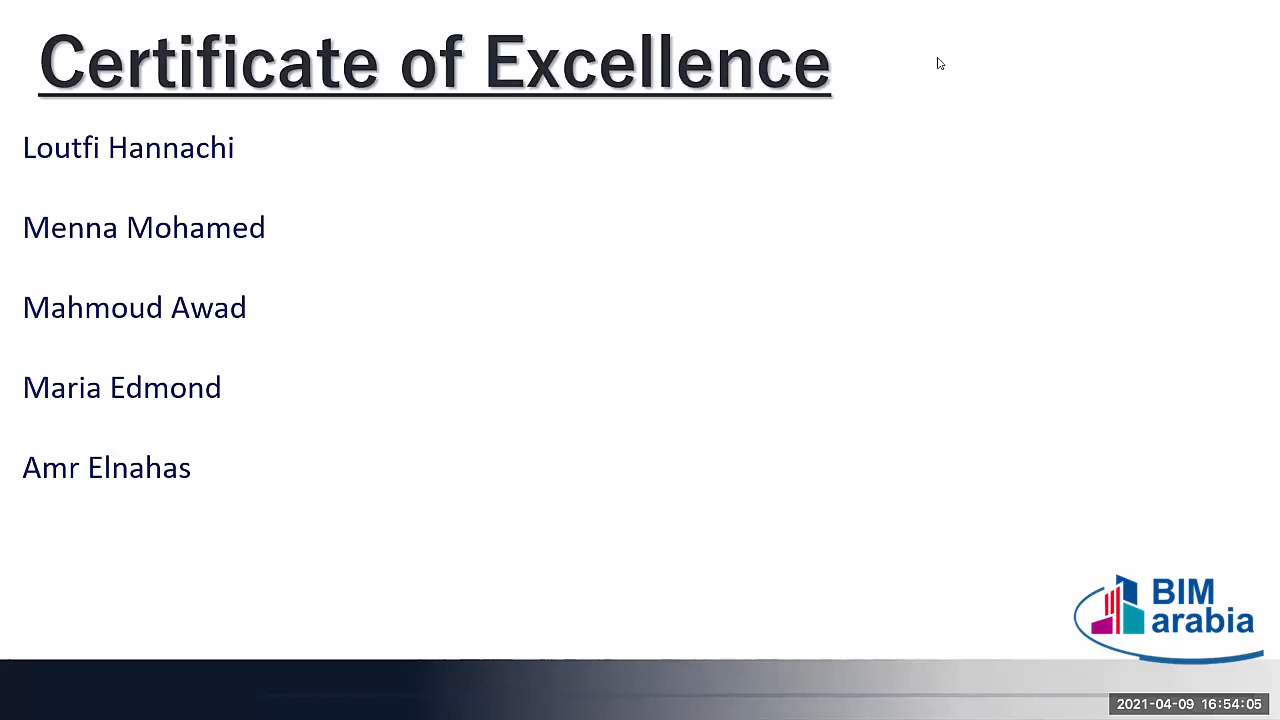 Certificate of Excellence
Loutfi Hannachi
Menna Mohamed
Mahmoud Awad
Maria Edmond
Amr Elnahas
BIM
arabia
2021-04-09 16:54:05